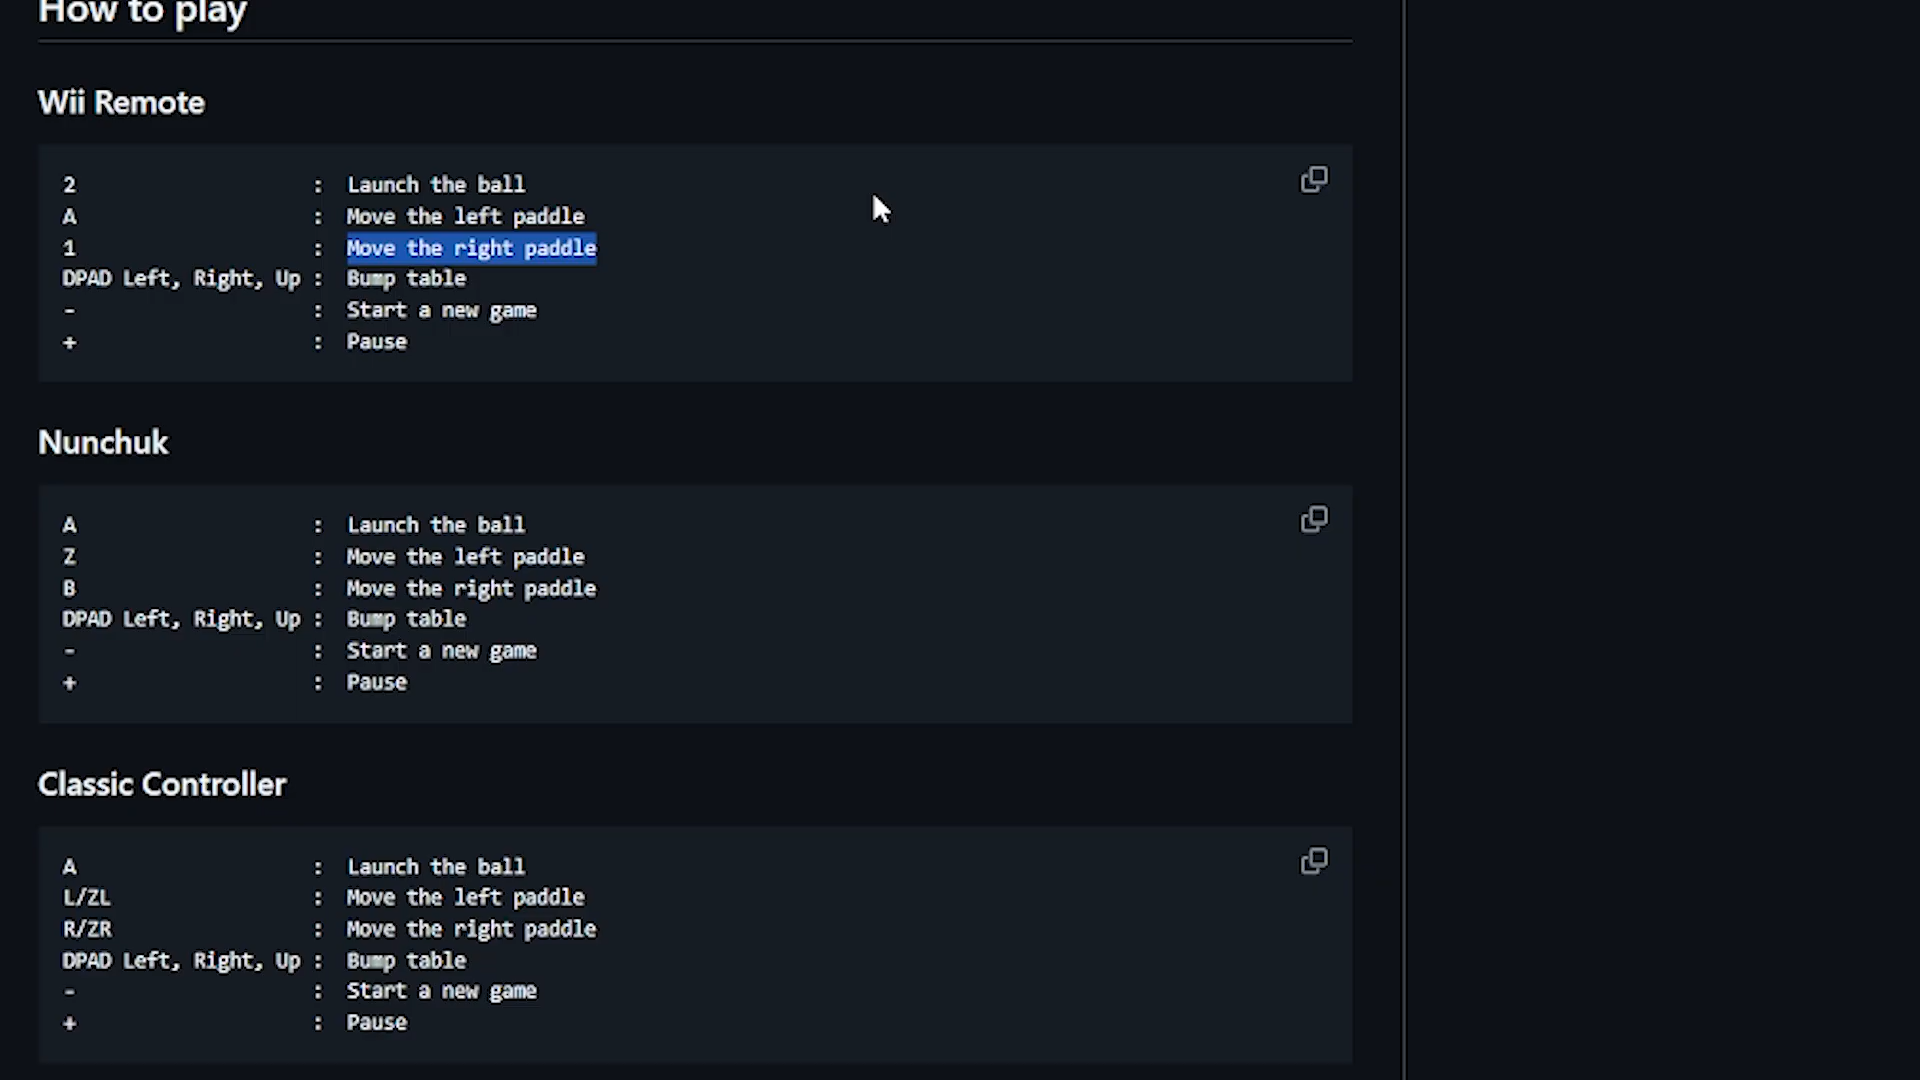 How to play
Wii Remote
2 : Launch the ball
A : Move the left paddle
1 : Move the right paddle
DPAD Left, Right, Up : Bump table
- : Start a new game
+ : Pause
Nunchuk
A : Launch the ball
Z : Move the left paddle
B : Move the right paddle
DPAD Left, Right, Up : Bump table
- : Start a new game
+ : Pause
Classic Controller
A : Launch the ball
L/ZL : Move the left paddle
R/ZR : Move the right paddle
DPAD Left, Right, Up : Bump table
- : Start a new game
+ : Pause